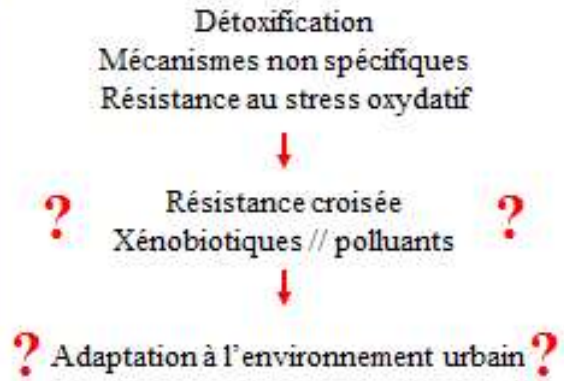 Détoxification
Mécanismes non spécifiques
Résistance au stress oxydatif
? Résistance croisée ?
Xénobiotiques // polluants
? Adaptation à l'environnement urbain ?